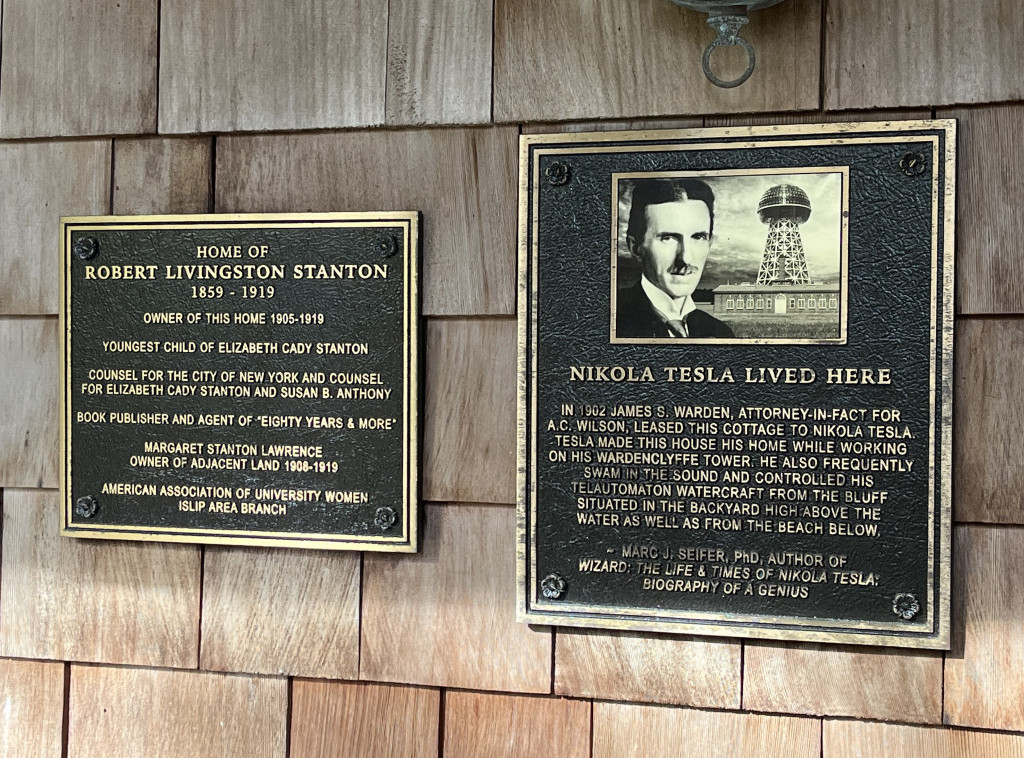 HOME OF
ROBERT LIVINGSTON STANTON
1859 - 1919
OWNER OF THIS HOME 1905-1919
YOUNGEST CHILD OF ELIZABETH CADY STANTON
COUNSEL FOR THE CITY OF NEW YORK AND COUNSEL
FOR ELIZABETH CADY STANTON AND SUSAN B. ANTHONY
BOOK PUBLISHER AND AGENT OF "EIGHTY YEARS & MORE"
MARGARET STANTON LAWRENCE
OWNER OF ADJACENT LAND 1908-1919
AMERICAN ASSOCIATION OF UNIVERSITY WOMEN
ISLIP AREA BRANCH
NIKOLA TESLA LIVED HERE
IN 1902 JAMES S. WARDEN, ATTORNEY-IN-FACT FOR
A.C. WILSON, LEASED THIS COTTAGE TO NIKOLA TESLA.
TESLA MADE THIS HOUSE HIS HOME WHILE WORKING
ON HIS WARDENCLYFFE TOWER. HE ALSO FREQUENTLY
SWAM IN THE SOUND AND CONTROLLED HIS
TELAUTOMATON WATERCRAFT FROM THE BLUFF
SITUATED IN THE BACKYARD HIGH ABOVE THE
WATER AS WELL AS FROM THE BEACH BELOW.
~ MARC J. SEIFER, PhD, AUTHOR OF
WIZARD: THE LIFE & TIMES OF NIKOLA TESLA:
BIOGRAPHY OF A GENIUS